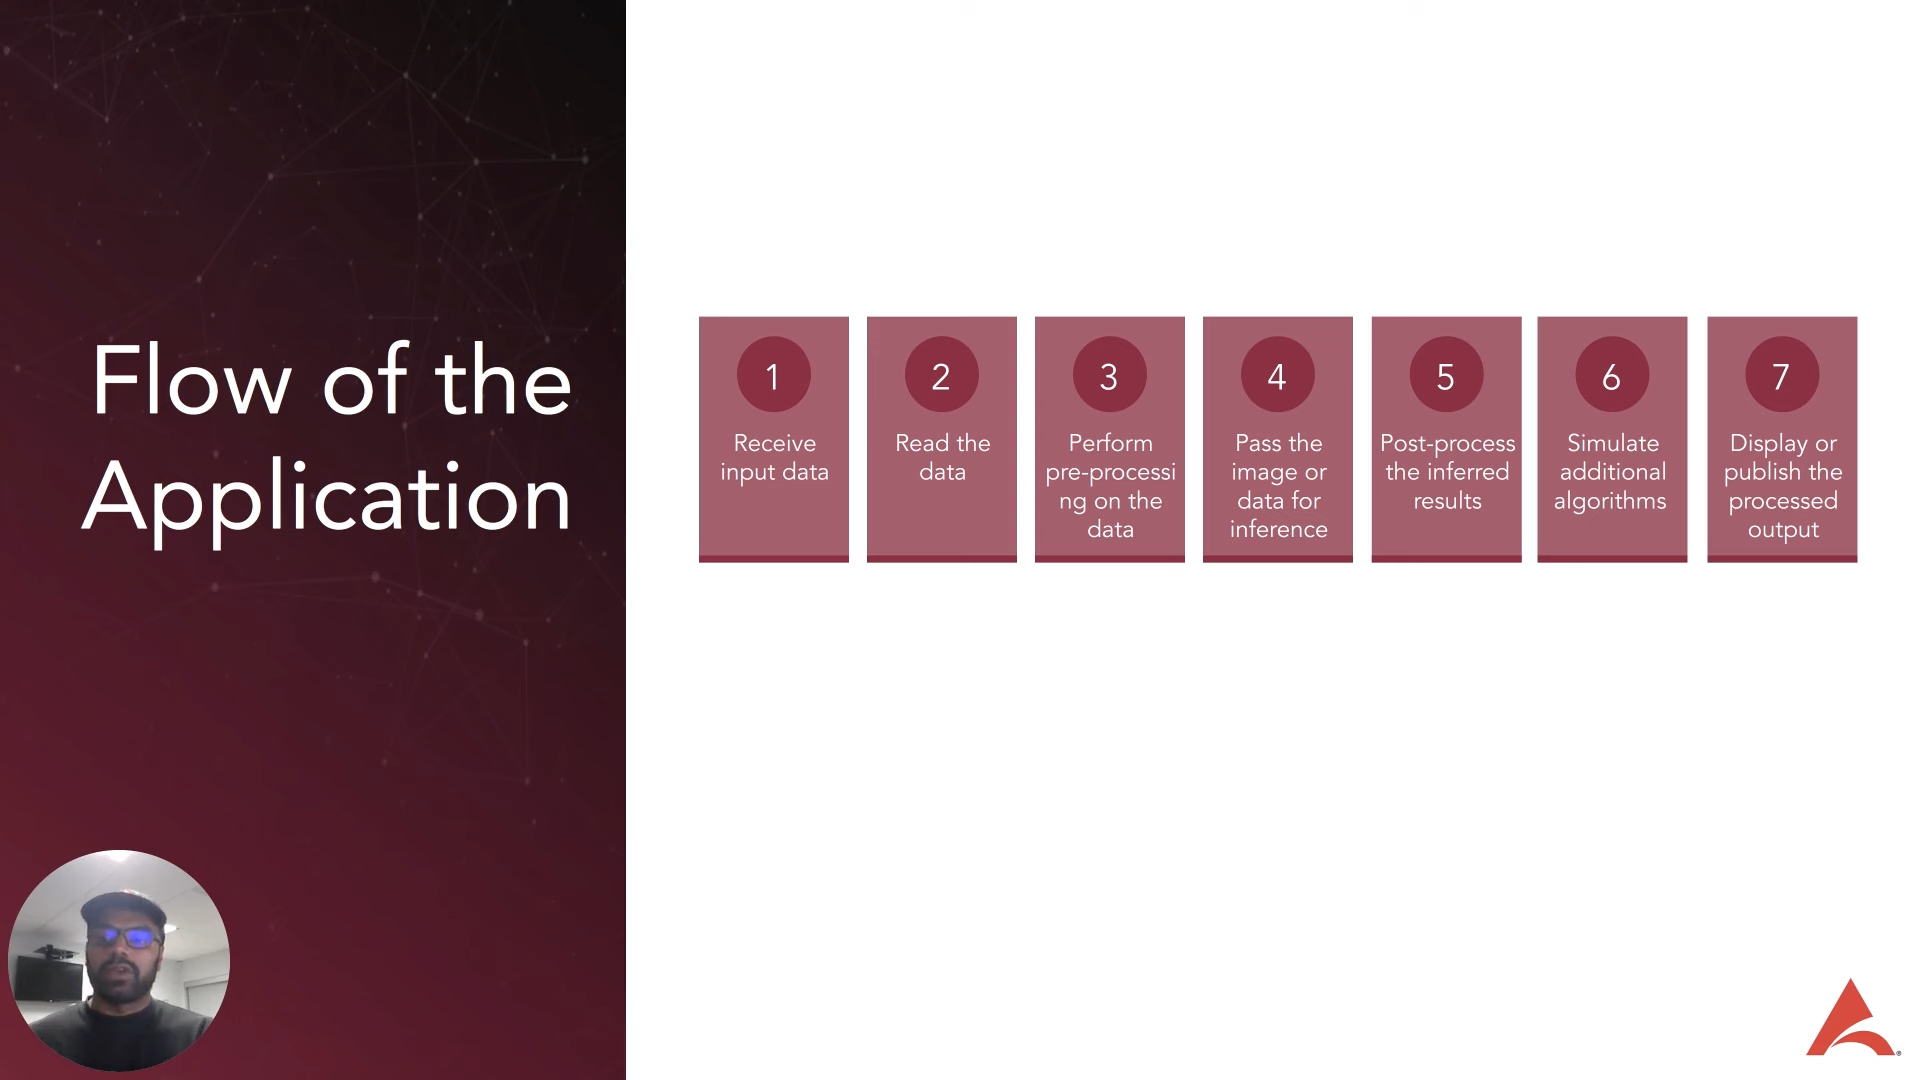 Flow of the
Application
1
Receive
input data
2
Read the
data
3
Perform
pre-processi
ng on the
data
4
Pass the
image or
data for
inference
5
Post-process
the inferred
results
6
Simulate
additional
algorithms
7
Display or
publish the
processed
output
®